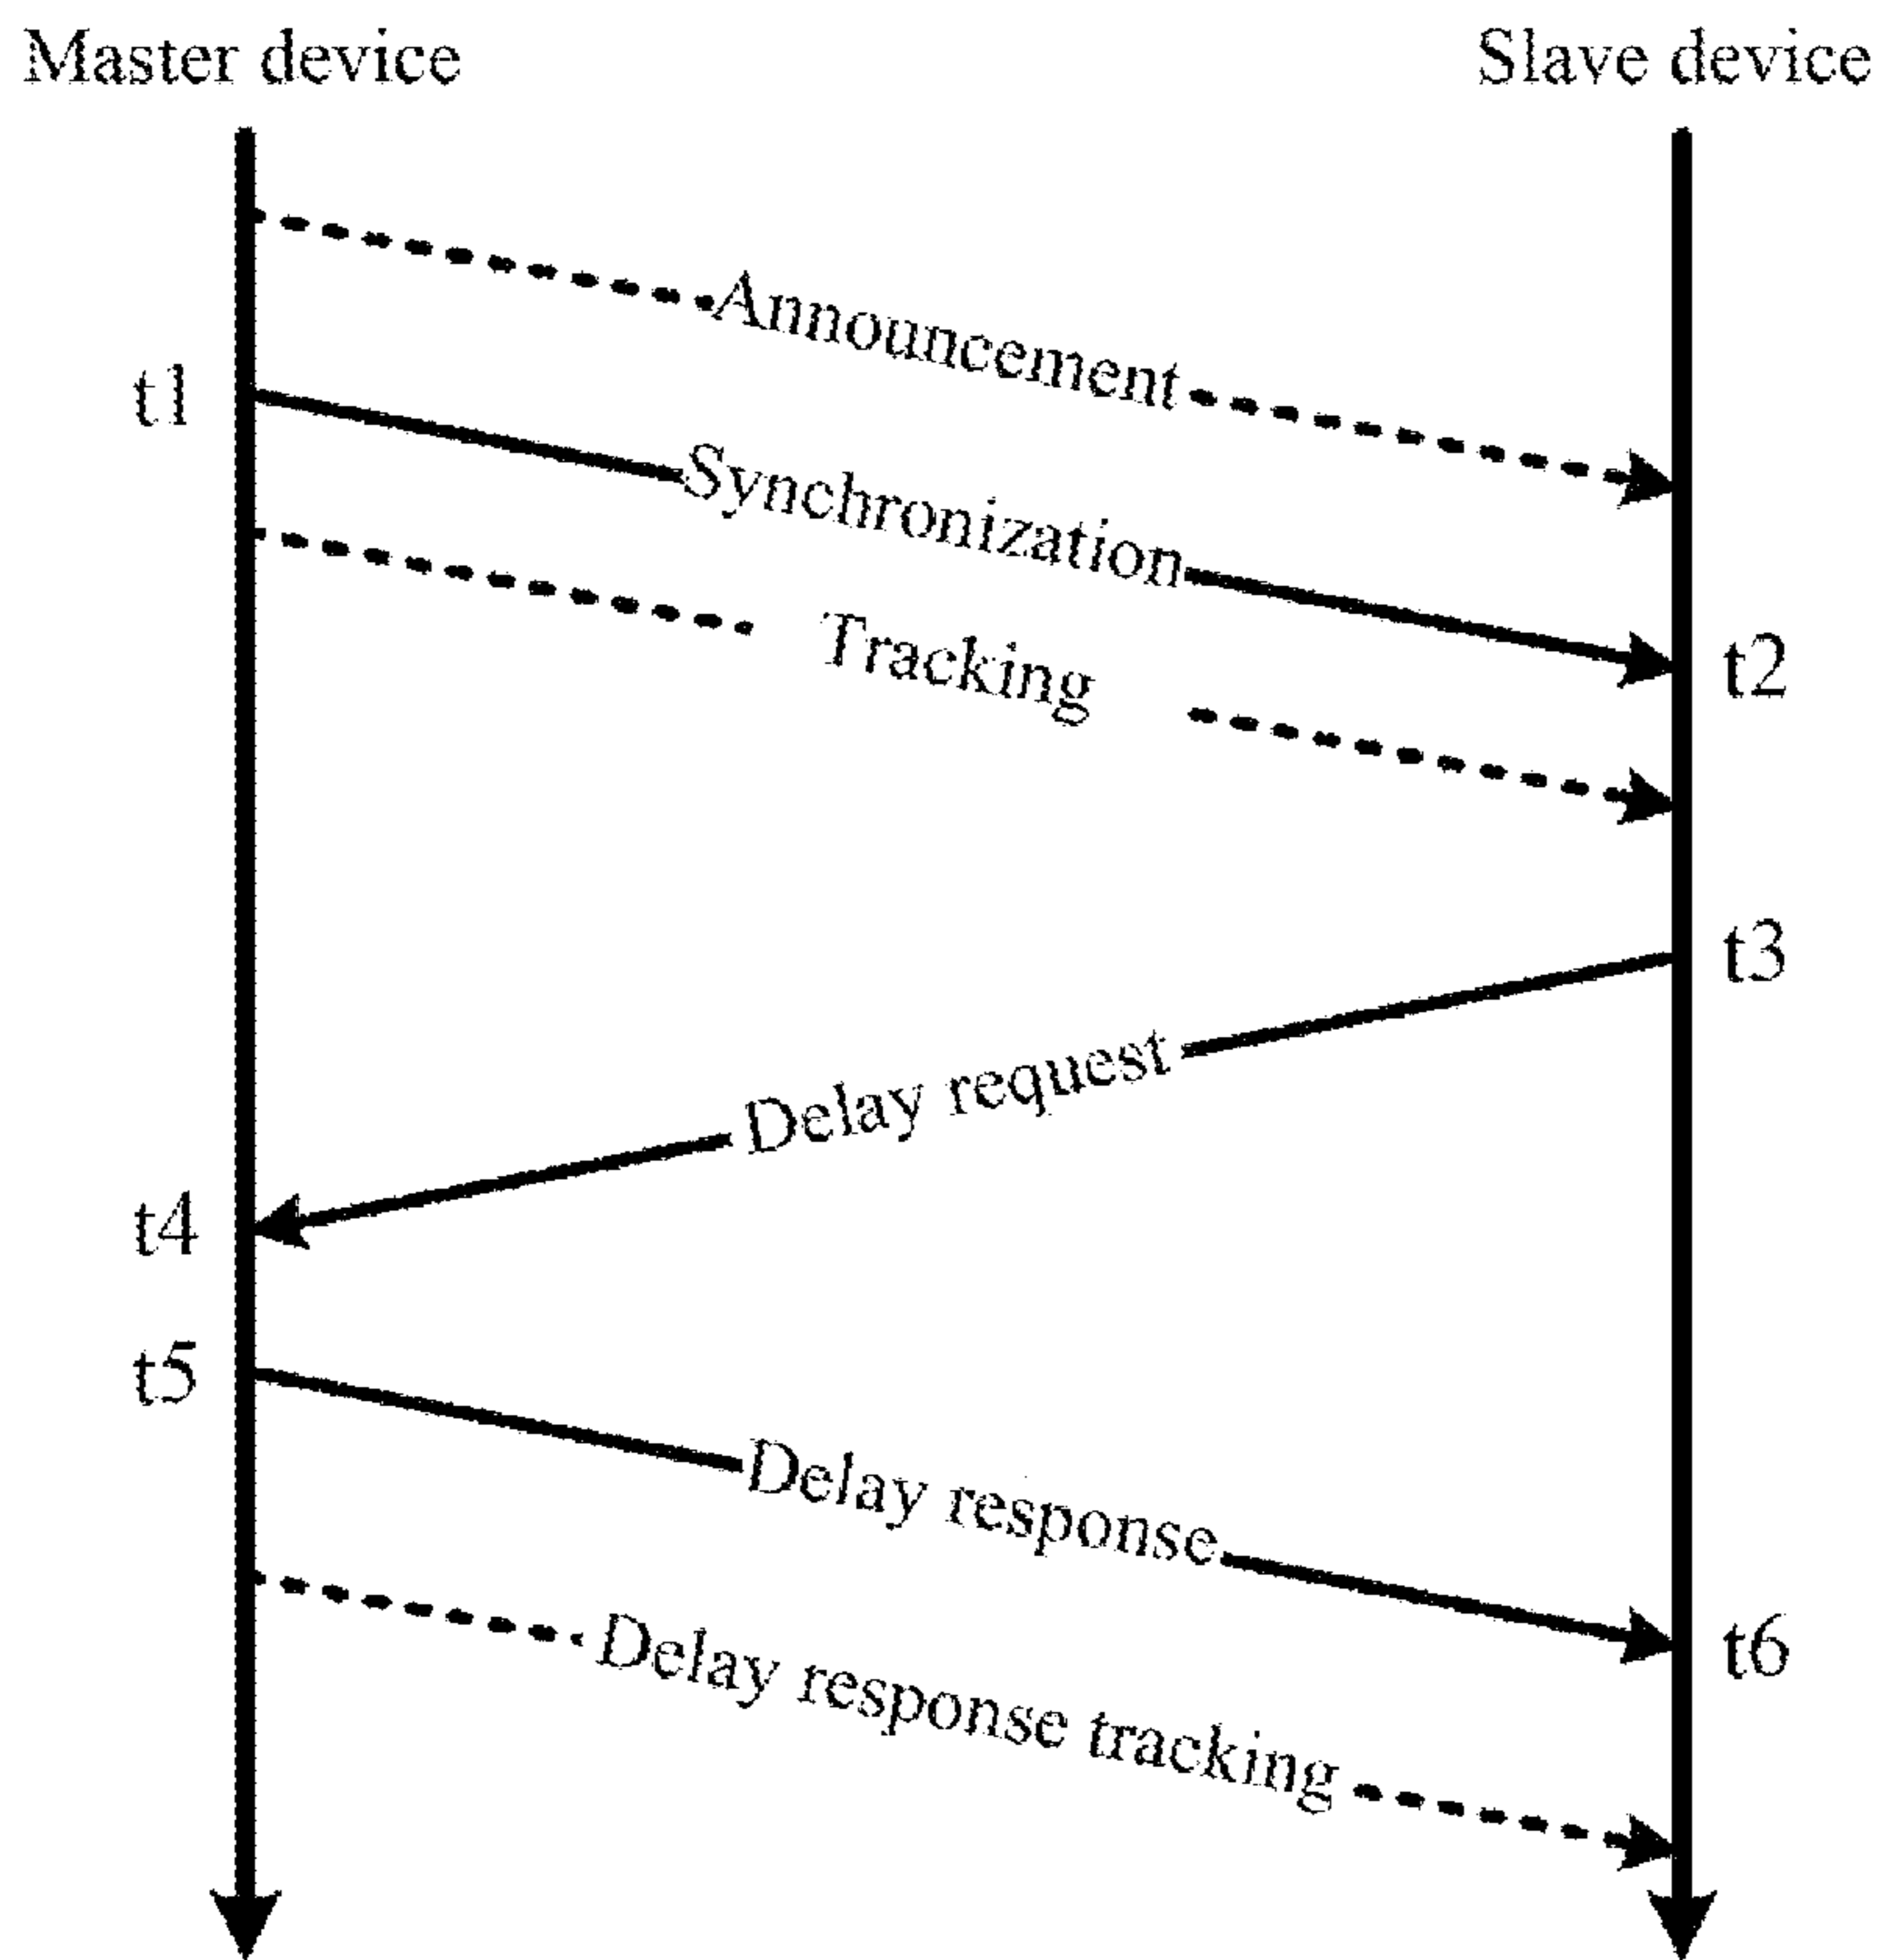 Master device
Slave device
Announcement
t1
Synchronization
t2
Tracking
t3
Delay request
t4
t5
Delay response
t6
Delay response tracking